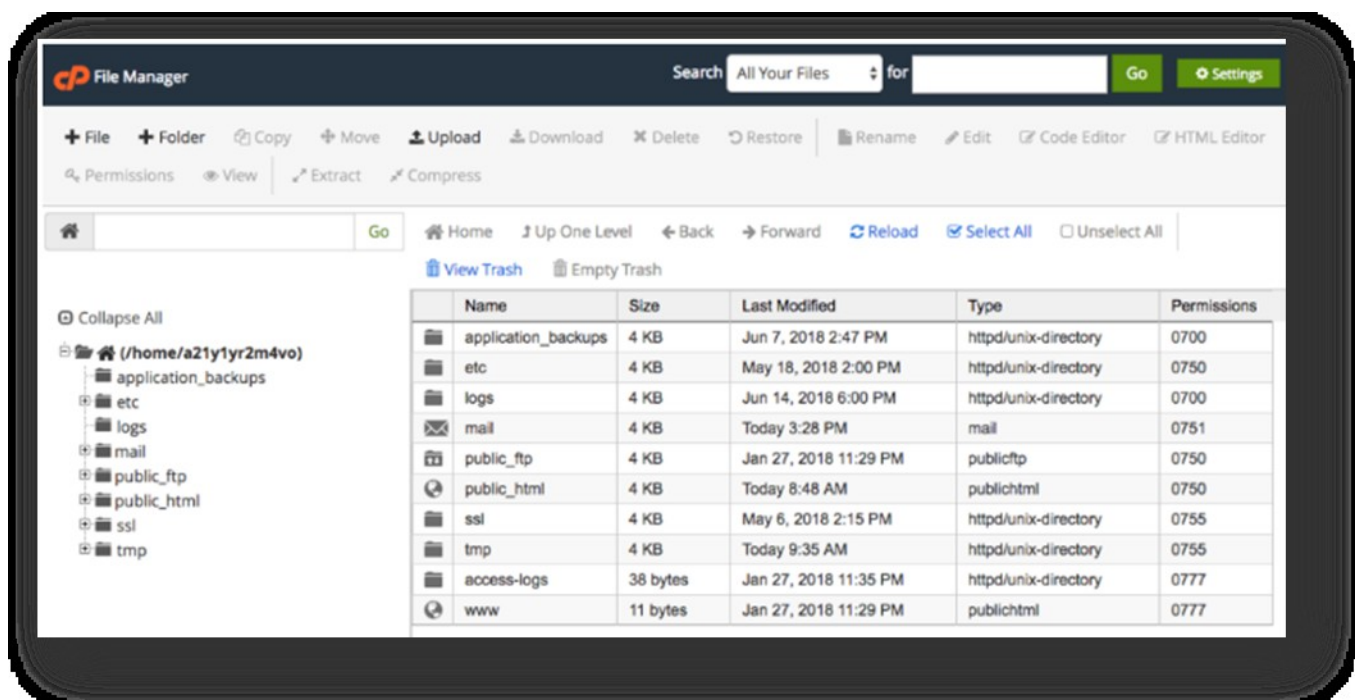 cP File Manager Search All Your Files for Go Settings
+ File + Folder Copy Move Upload Download Delete Restore Rename Edit Code Editor HTML Editor
Permissions View Extract Compress
Go
Home Up One Level Back Forward Reload Select All Unselect All
View Trash Empty Trash
Collapse All
(/home/a21y1yr2m4vo)
application_backups
etc
logs
mail
public_ftp
public_html
ssl
tmp
Name Size Last Modified Type Permissions
application_backups 4 KB Jun 7, 2018 2:47 PM httpd/unix-directory 0700
etc 4 KB May 18, 2018 2:00 PM httpd/unix-directory 0750
logs 4 KB Jun 14, 2018 6:00 PM httpd/unix-directory 0700
mail 4 KB Today 3:28 PM mail 0751
public_ftp 4 KB Jan 27, 2018 11:29 PM publicftp 0750
public_html 4 KB Today 8:48 AM publichtml 0750
ssl 4 KB May 6, 2018 2:15 PM httpd/unix-directory 0755
tmp 4 KB Today 9:35 AM httpd/unix-directory 0755
access-logs 38 bytes Jan 27, 2018 11:35 PM httpd/unix-directory 0777
www 11 bytes Jan 27, 2018 11:29 PM publichtml 0777